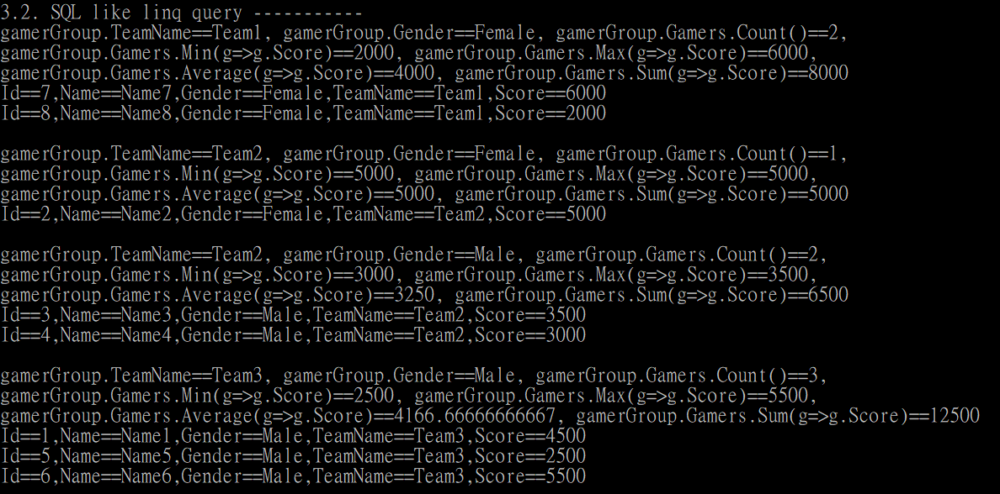 3.2. SQL like linq query -----------
gamerGroup.TeamName==Team1, gamerGroup.Gender==Female, gamerGroup.Gamers.Count()==2,
gamerGroup.Gamers.Min(g=>g.Score)==2000, gamerGroup.Gamers.Max(g=>g.Score)==6000,
gamerGroup.Gamers.Average(g=>g.Score)==4000, gamerGroup.Gamers.Sum(g=>g.Score)==8000
Id==7,Name==Name7,Gender==Female,TeamName==Team1,Score==6000
Id==8,Name==Name8,Gender==Female,TeamName==Team1,Score==2000

gamerGroup.TeamName==Team2, gamerGroup.Gender==Female, gamerGroup.Gamers.Count()==1,
gamerGroup.Gamers.Min(g=>g.Score)==5000, gamerGroup.Gamers.Max(g=>g.Score)==5000,
gamerGroup.Gamers.Average(g=>g.Score)==5000, gamerGroup.Gamers.Sum(g=>g.Score)==5000
Id==2,Name==Name2,Gender==Female,TeamName==Team2,Score==5000

gamerGroup.TeamName==Team2, gamerGroup.Gender==Male, gamerGroup.Gamers.Count()==2,
gamerGroup.Gamers.Min(g=>g.Score)==3000, gamerGroup.Gamers.Max(g=>g.Score)==3500,
gamerGroup.Gamers.Average(g=>g.Score)==3250, gamerGroup.Gamers.Sum(g=>g.Score)==6500
Id==3,Name==Name3,Gender==Male,TeamName==Team2,Score==3500
Id==4,Name==Name4,Gender==Male,TeamName==Team2,Score==3000

gamerGroup.TeamName==Team3, gamerGroup.Gender==Male, gamerGroup.Gamers.Count()==3,
gamerGroup.Gamers.Min(g=>g.Score)==2500, gamerGroup.Gamers.Max(g=>g.Score)==5500,
gamerGroup.Gamers.Average(g=>g.Score)==4166.66666666667, gamerGroup.Gamers.Sum(g=>g.Score)==12500
Id==1,Name==Name1,Gender==Male,TeamName==Team3,Score==4500
Id==5,Name==Name5,Gender==Male,TeamName==Team3,Score==2500
Id==6,Name==Name6,Gender==Male,TeamName==Team3,Score==5500